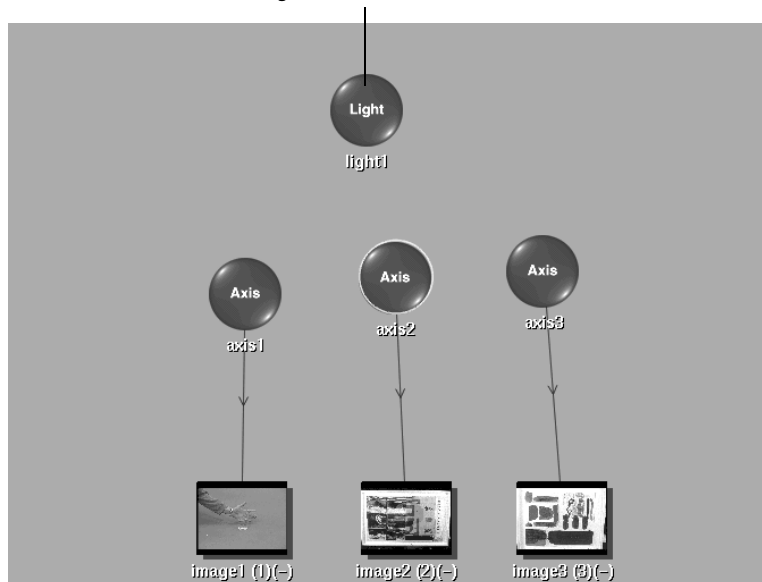 Light
light1
Axis
Axis
Axis
axis1
axis2
axis3
image1 (1)(-)
image2 (2)(-)
image3 (3)(-)